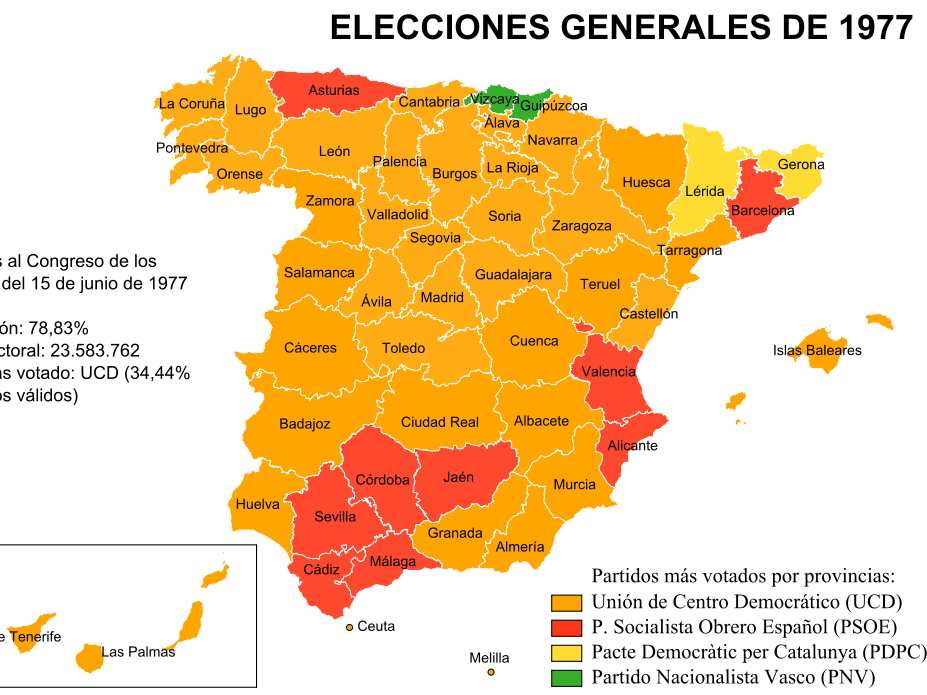 ELECCIONES GENERALES DE 1977
Asturias
La Coruña
Lugo
Cantabria
Vizcaya
Guipúzcoa
Álava
Pontevedra
Orense
León
Palencia
Burgos
La Rioja
Navarra
Huesca
Lérida
Gerona
Barcelona
Zamora
Valladolid
Soria
Zaragoza
Segovia
Tarragona
s al Congreso de los
del 15 de junio de 1977
Salamanca
Ávila
Madrid
Guadalajara
Teruel
Castellón
ón: 78,83%
ctoral: 23.583.762
as votado: UCD (34,44%
os válidos)
Cáceres
Toledo
Cuenca
Valencia
Islas Baleares
Badajoz
Ciudad Real
Albacete
Alicante
Huelva
Córdoba
Jaén
Murcia
Sevilla
Granada
Almería
Cádiz
Málaga
Ceuta
Melilla
e Tenerife
Las Palmas
Partidos más votados por provincias:
Unión de Centro Democrático (UCD)
P. Socialista Obrero Español (PSOE)
Pacte Democràtic per Catalunya (PDPC)
Partido Nacionalista Vasco (PNV)